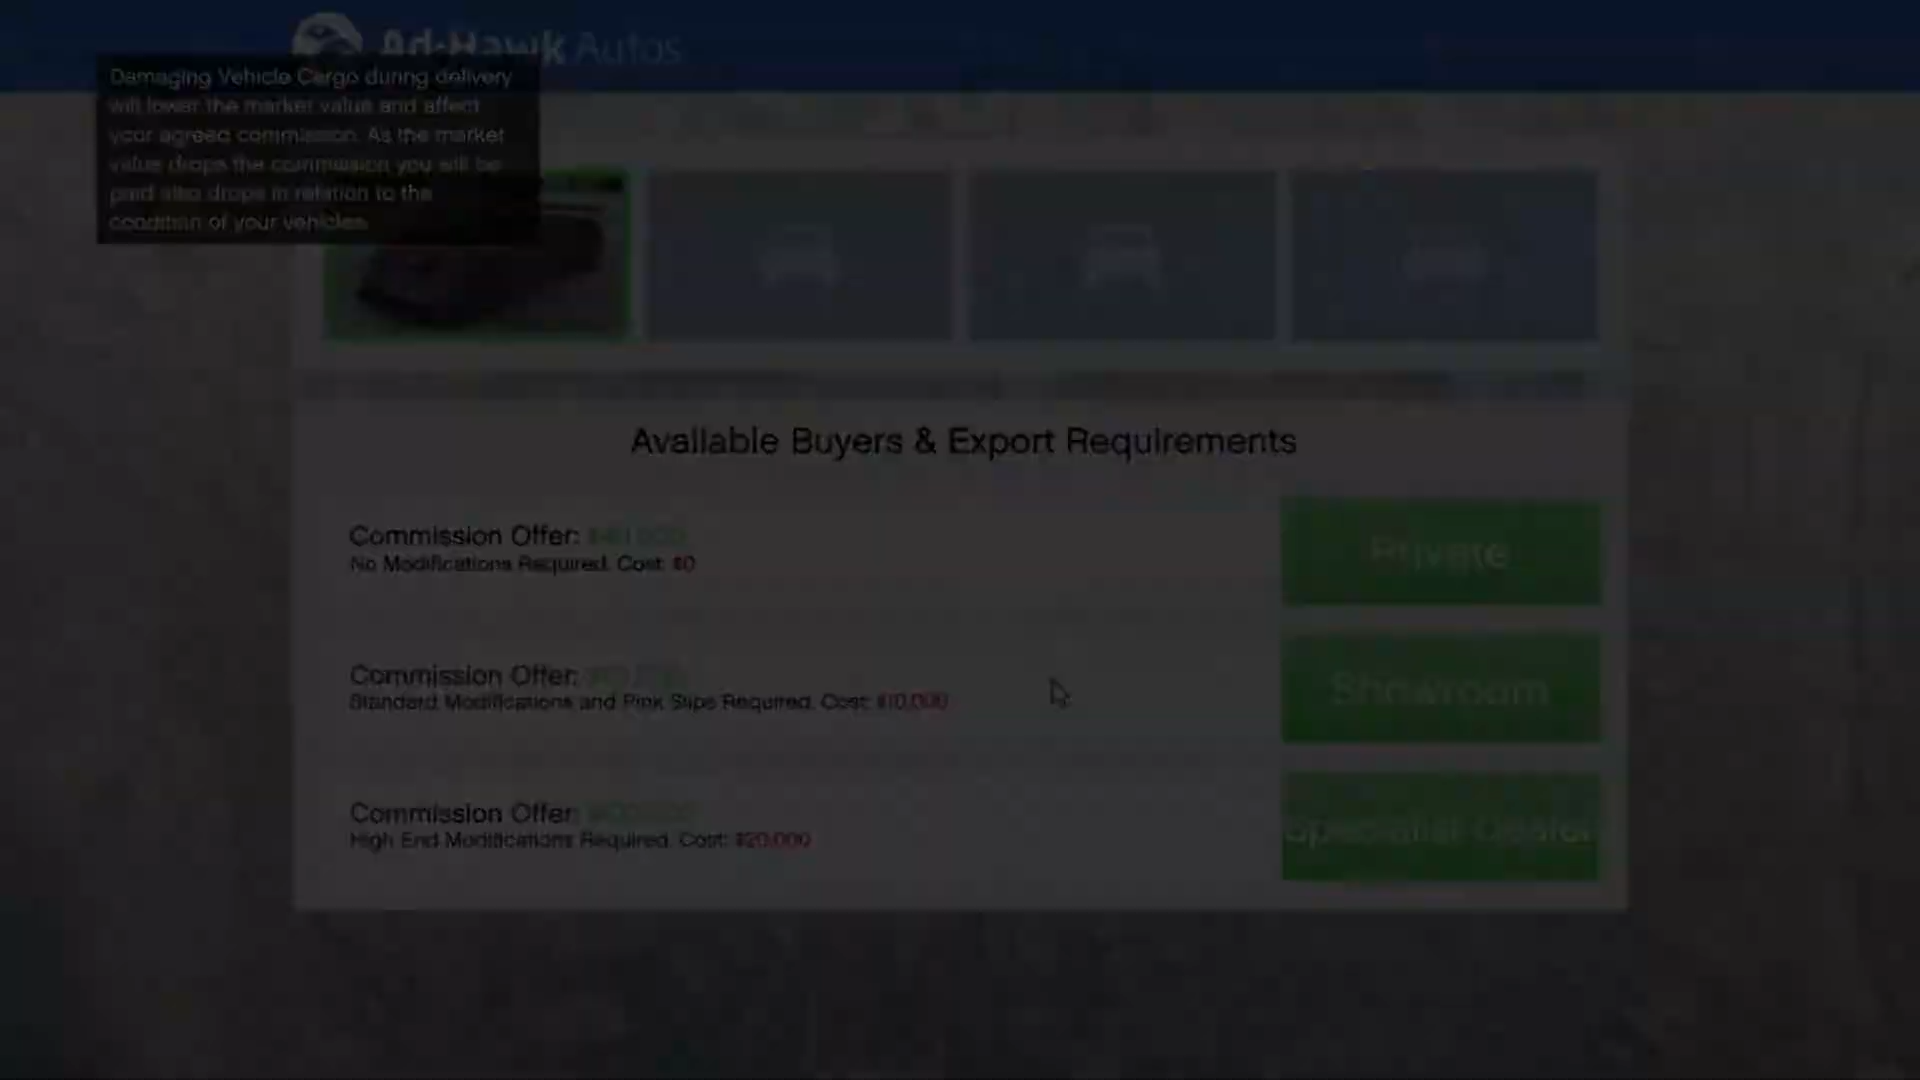 Ad-Hawk Autos
Damaging Vehicle Cargo during delivery
will lower the market value and affect
your agreed commission. As the market
value drops the commission you will be
paid also drops in relation to the
condition of your vehicles.
Available Buyers & Export Requirements
Commission Offer:
No Modifications Required. Cost: $0
Private
Commission Offer:
Standard Modifications and Pink Slips Required. Cost: $10,000
Showroom
Commission Offer:
High End Modifications Required. Cost: $20,000
Specialist Dealer